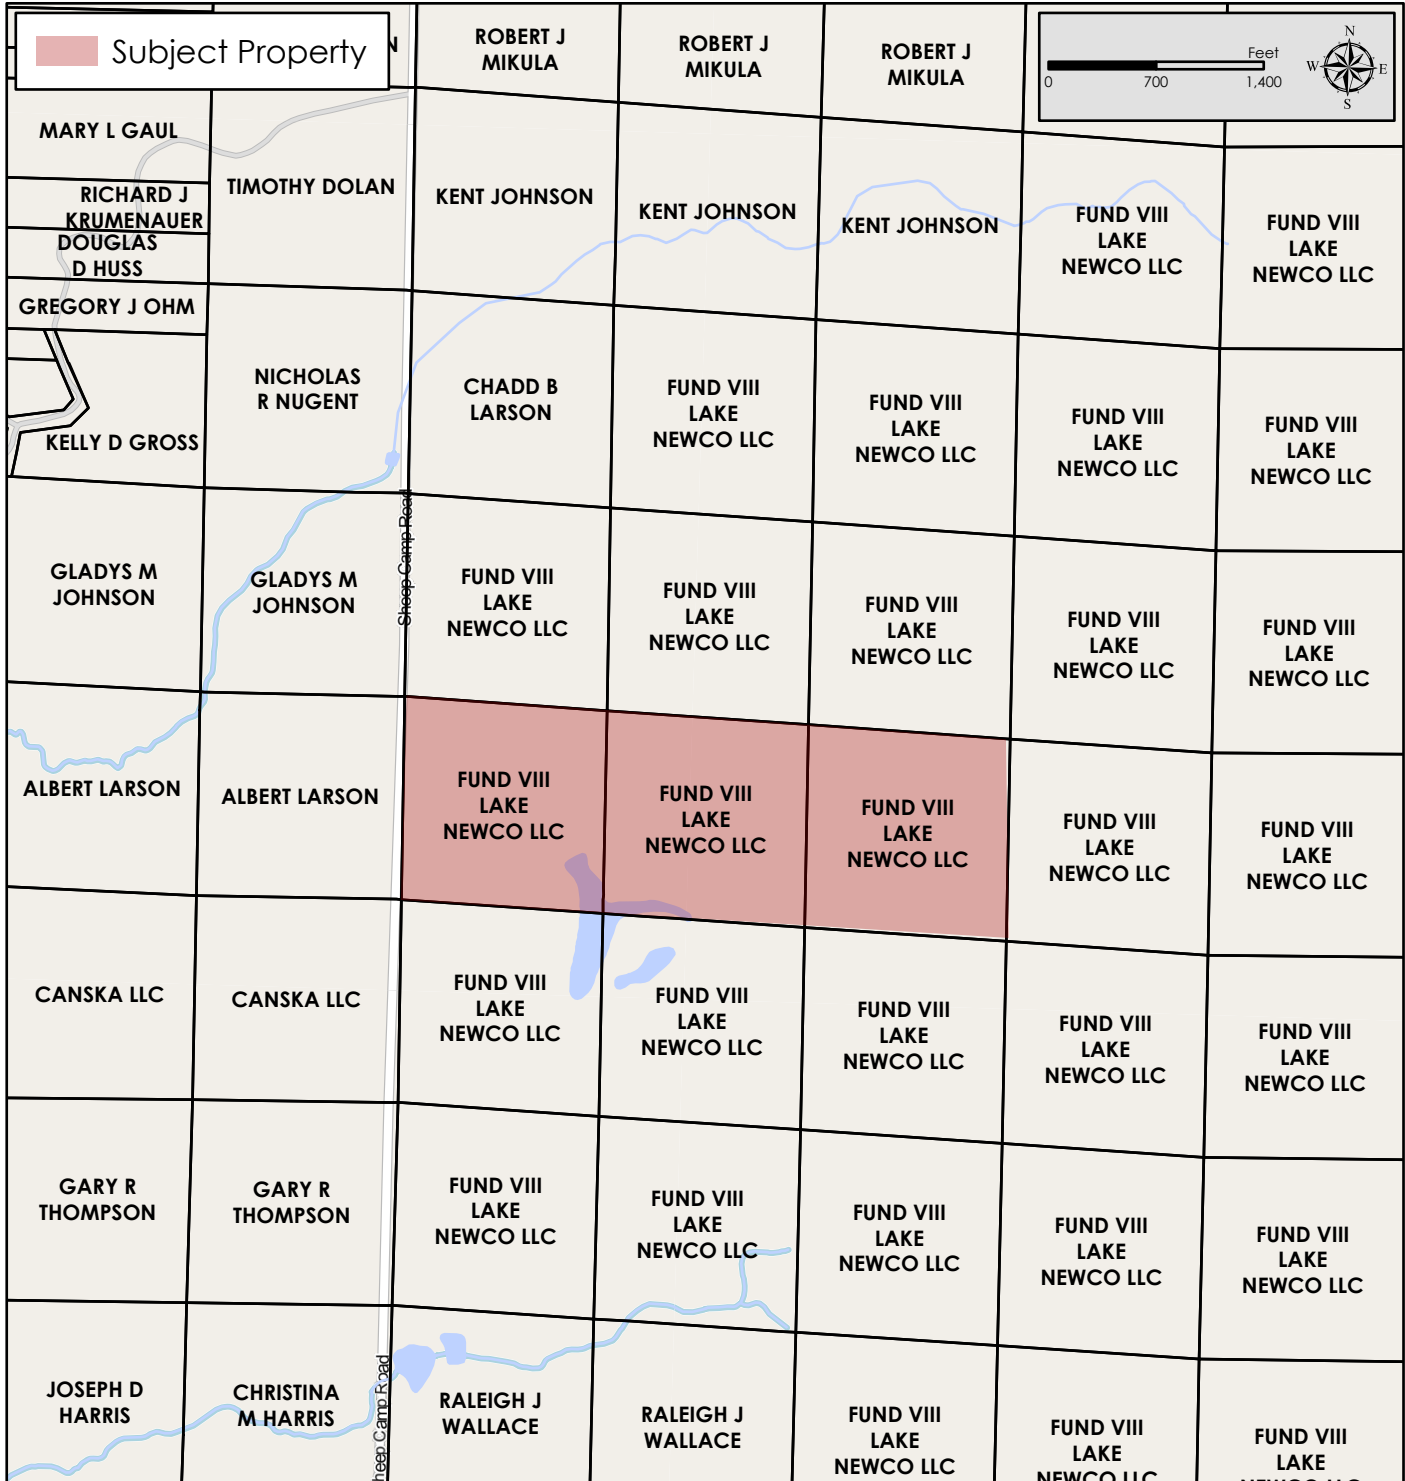 Subject Property
N
ROBERT J
MIKULA
ROBERT J
MIKULA
ROBERT J
MIKULA
Feet
0
700
1,400
N
W
E
S
MARY L GAUL
RICHARD J
KRUMENAUER
DOUGLAS
D HUSS
GREGORY J OHM
TIMOTHY DOLAN
KENT JOHNSON
KENT JOHNSON
KENT JOHNSON
FUND VIII
LAKE
NEWCO LLC
FUND VIII
LAKE
NEWCO LLC
KELLY D GROSS
NICHOLAS
R NUGENT
CHADD B
LARSON
FUND VIII
LAKE
NEWCO LLC
FUND VIII
LAKE
NEWCO LLC
FUND VIII
LAKE
NEWCO LLC
FUND VIII
LAKE
NEWCO LLC
GLADYS M
JOHNSON
GLADYS M
JOHNSON
Sheep Camp Road
FUND VIII
LAKE
NEWCO LLC
FUND VIII
LAKE
NEWCO LLC
FUND VIII
LAKE
NEWCO LLC
FUND VIII
LAKE
NEWCO LLC
FUND VIII
LAKE
NEWCO LLC
ALBERT LARSON
ALBERT LARSON
FUND VIII
LAKE
NEWCO LLC
FUND VIII
LAKE
NEWCO LLC
FUND VIII
LAKE
NEWCO LLC
FUND VIII
LAKE
NEWCO LLC
FUND VIII
LAKE
NEWCO LLC
CANSKA LLC
CANSKA LLC
FUND VIII
LAKE
NEWCO LLC
FUND VIII
LAKE
NEWCO LLC
FUND VIII
LAKE
NEWCO LLC
FUND VIII
LAKE
NEWCO LLC
FUND VIII
LAKE
NEWCO LLC
GARY R
THOMPSON
GARY R
THOMPSON
FUND VIII
LAKE
NEWCO LLC
FUND VIII
LAKE
NEWCO LLC
FUND VIII
LAKE
NEWCO LLC
FUND VIII
LAKE
NEWCO LLC
FUND VIII
LAKE
NEWCO LLC
JOSEPH D
HARRIS
CHRISTINA
M HARRIS
heep Camp Road
RALEIGH J
WALLACE
RALEIGH J
WALLACE
FUND VIII
LAKE
NEWCO LLC
FUND VIII
LAKE
NEWCO LLC
FUND VIII
LAKE